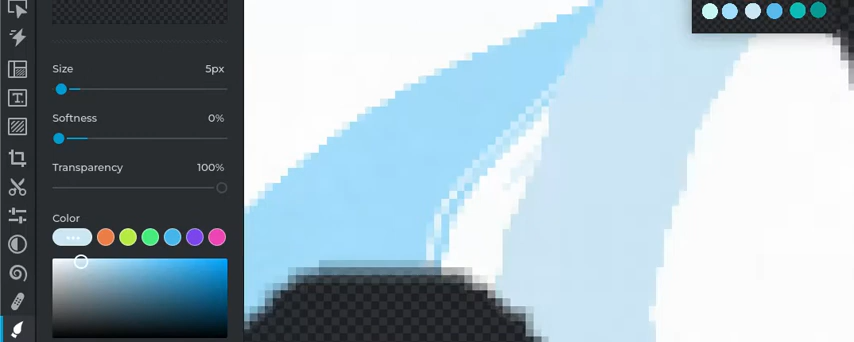 T.
Size 5px
Softness 0%
Transparency 100%
Color
...